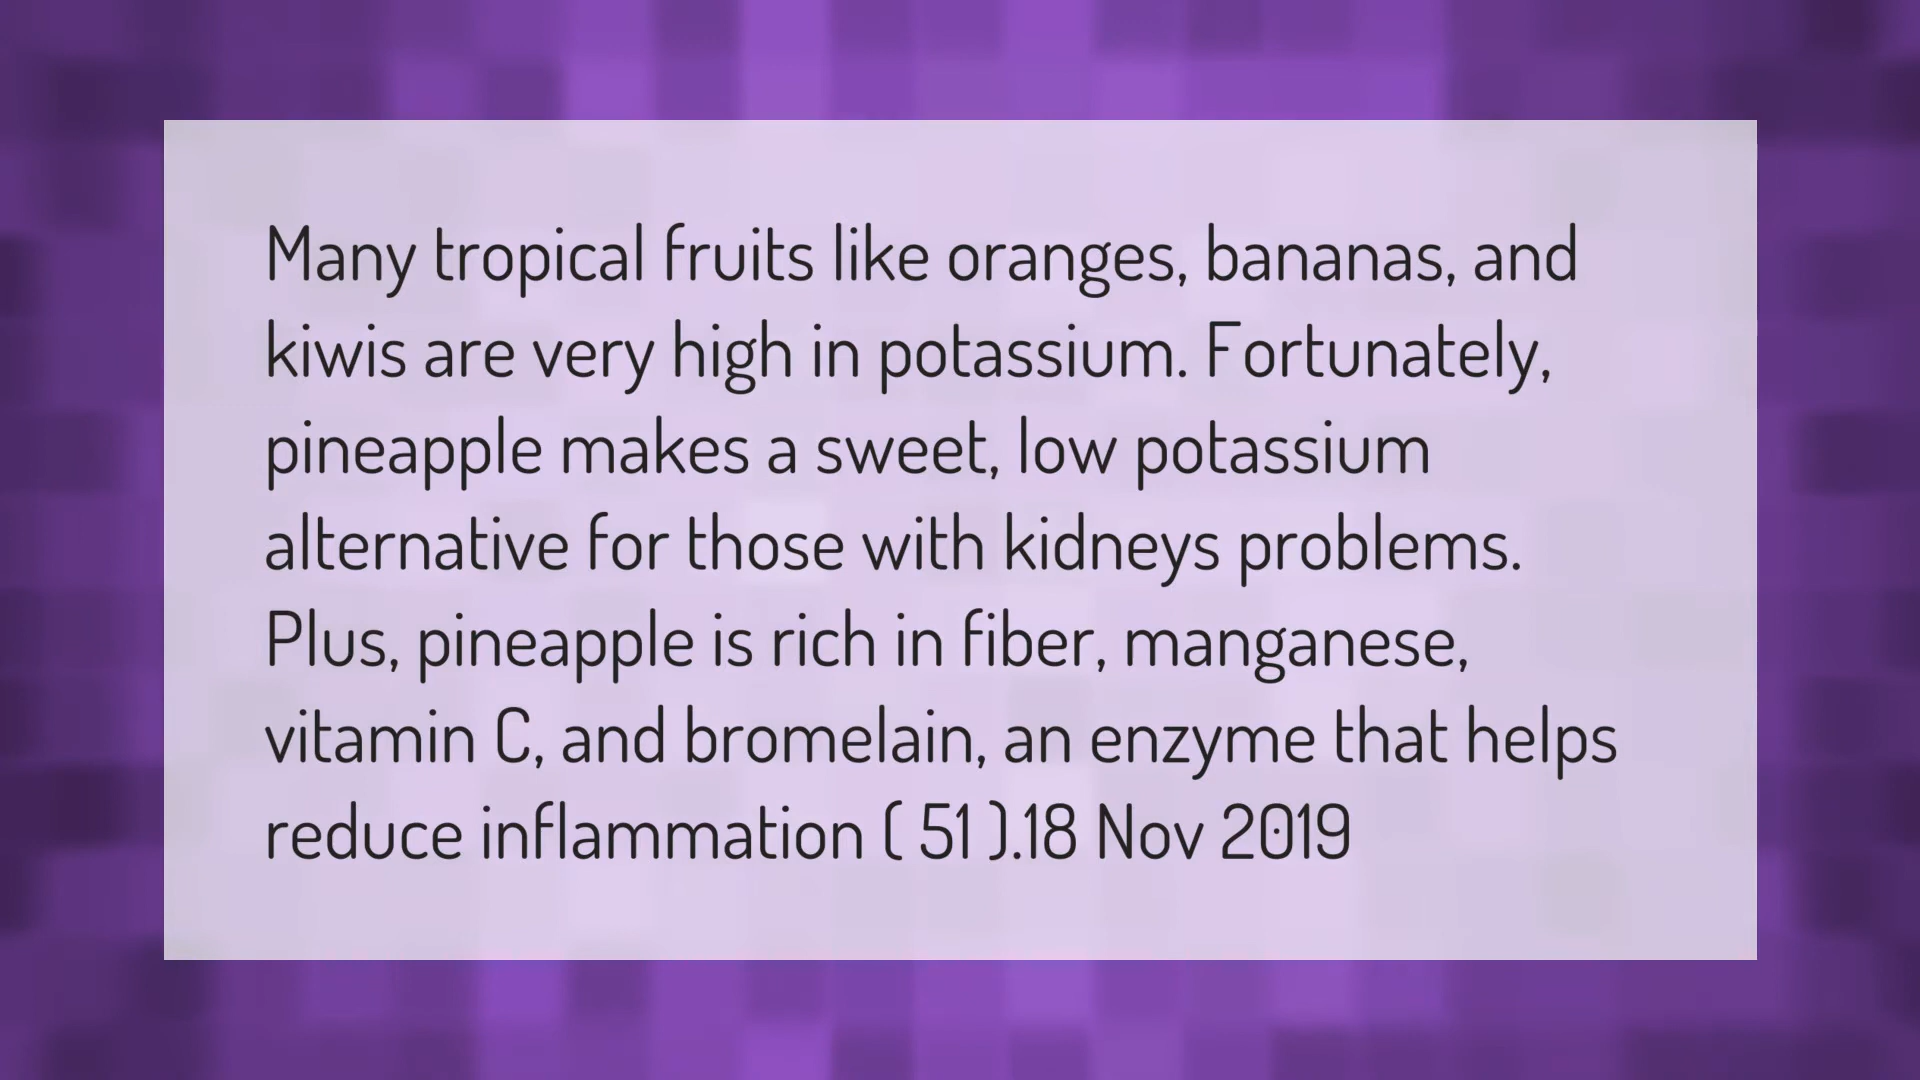 Many tropical fruits like oranges, bananas, and
kiwis are very high in potassium. Fortunately,
pineapple makes a sweet, low potassium
alternative for those with kidneys problems.
Plus, pineapple is rich in fiber, manganese,
vitamin C, and bromelain, an enzyme that helps
reduce inflammation ( 51 ).18 Nov 2019